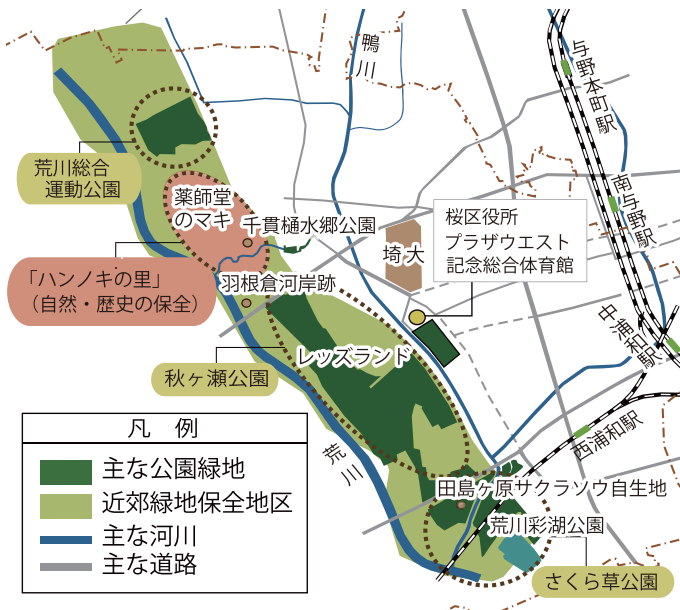 鴨川
与野本町駅
荒川総合
運動公園
薬師堂
のマキ
千貫樋水郷公園
南与野駅
桜区役所
プラザウエスト
記念総合体育館
埼大
「ハンノキの里」
（自然・歴史の保全）
羽根倉河岸跡
中浦和駅
レッズランド
秋ヶ瀬公園
西浦和駅
凡 例
主な公園緑地
近郊緑地保全地区
主な河川
主な道路
荒川
田島ヶ原サクラソウ自生地
荒川彩湖公園
さくら草公園